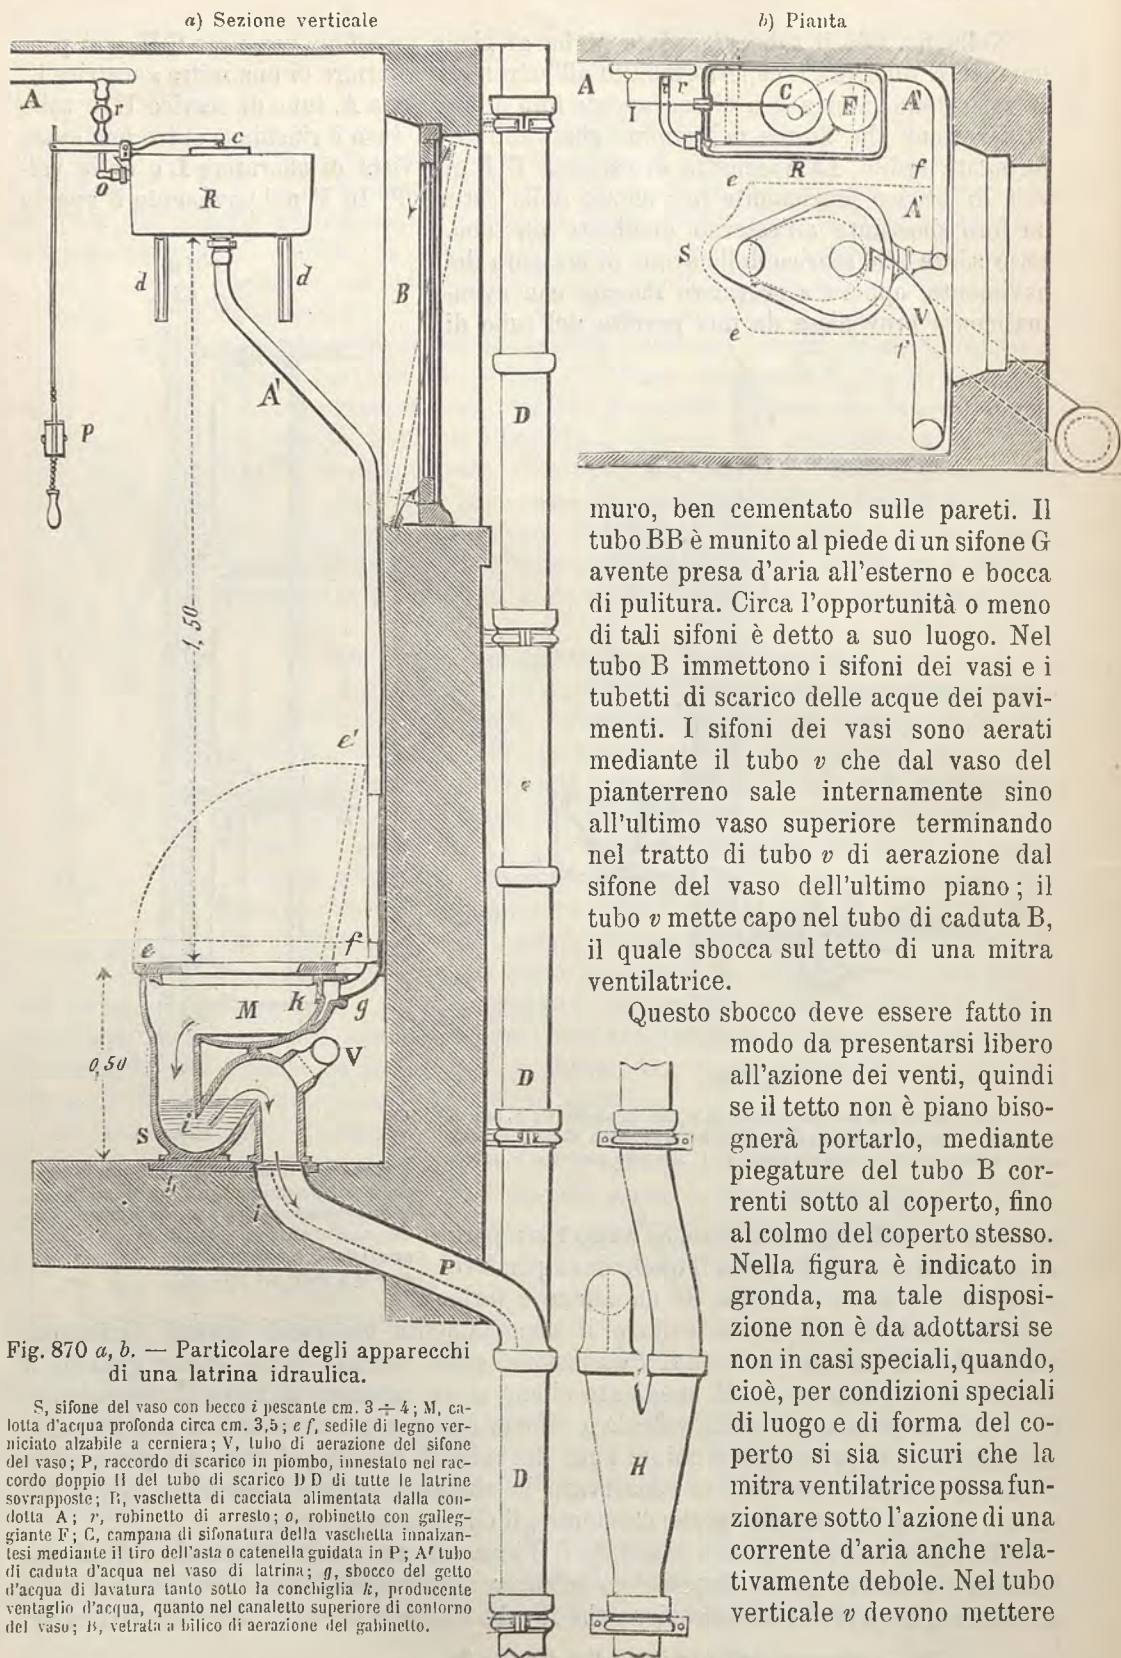 a) Sezione verticale
b) Pianta
A
r
c
o
R
d
d
A'
p
1,50
B
D
e'
e
f
M
k
g
V
0,50
S
i
i
P
D
D
H
A
I
r
C
F
A'
R
e
f
A'
S
e
V
f
muro, ben cementato sulle pareti. Il
tubo BB è munito al piede di un sifone G
avente presa d'aria all'esterno e bocca
di pulitura. Circa l'opportunità o meno
di tali sifoni è detto a suo luogo. Nel
tubo B immettono i sifoni dei vasi e i
tubetti di scarico delle acque dei pavi-
menti. I sifoni dei vasi sono aerati
mediante il tubo v che dal vaso del
pianterreno sale internamente sino
all'ultimo vaso superiore terminando
nel tratto di tubo v di aerazione dal
sifone del vaso dell'ultimo piano; il
tubo v mette capo nel tubo di caduta B,
il quale sbocca sul tetto di una mitra
ventilatrice.
Questo sbocco deve essere fatto in
modo da presentarsi libero
all'azione dei venti, quindi
se il tetto non è piano biso-
gnerà portarlo, mediante
piegature del tubo B cor-
renti sotto al coperto, fino
al colmo del coperto stesso.
Nella figura è indicato in
gronda, ma tale disposi-
zione non è da adottarsi se
non in casi speciali, quando,
cioè, per condizioni speciali
di luogo e di forma del co-
perto si sia sicuri che la
mitra ventilatrice possa fun-
zionare sotto l'azione di una
corrente d'aria anche rela-
tivamente debole. Nel tubo
verticale v devono mettere
Fig. 870 a, b. — Particolare degli apparecchi
di una latrina idraulica.
S, sifone del vaso con becco i pescante cm. 3 ÷ 4; M, ca-
lotta d'acqua profonda circa cm. 3,5; e f, sedile di legno ver-
niciato alzabile a cerniera; V, tubo di aerazione del sifone
del vaso; P, raccordo di scarico in piombo, innestato nel rac-
cordo doppio H del tubo di scarico D D di tutte le latrine
sovrapposte; R, vaschetta di cacciata alimentata dalla con-
dotta A; r, robinetto di arresto; o, robinetto con galleg-
giante F; C, campana di sifonatura della vaschetta innalzan-
tesi mediante il tiro dell'asta o catenella guidata in P; A' tubo
di caduta d'acqua nel vaso di latrina; g, sbocco del getto
d'acqua di lavatura tanto sotto la conchiglia k, producente
ventaglio d'acqua, quanto nel canaletto superiore di contorno
del vaso; B, vetrata a bilico di aerazione del gabinetto.